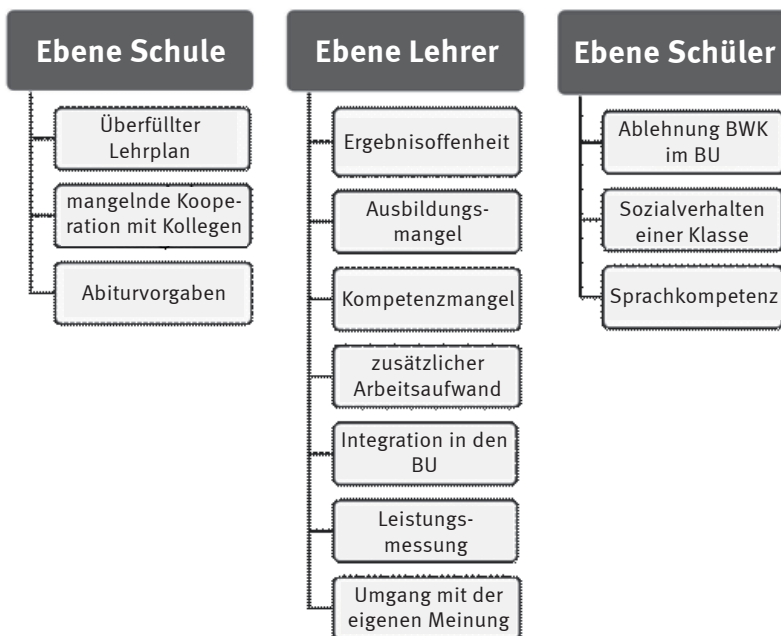 Ebene Schule
Überfüllter
Lehrplan
mangelnde Koope-
ration mit Kollegen
Abiturvorgaben
Ebene Lehrer
Ergebnisoffenheit
Ausbildungs-
mangel
Kompetenzmangel
zusätzlicher
Arbeitsaufwand
Integration in den
BU
Leistungs-
messung
Umgang mit der
eigenen Meinung
Ebene Schüler
Ablehnung BWK
im BU
Sozialverhalten
einer Klasse
Sprachkompetenz